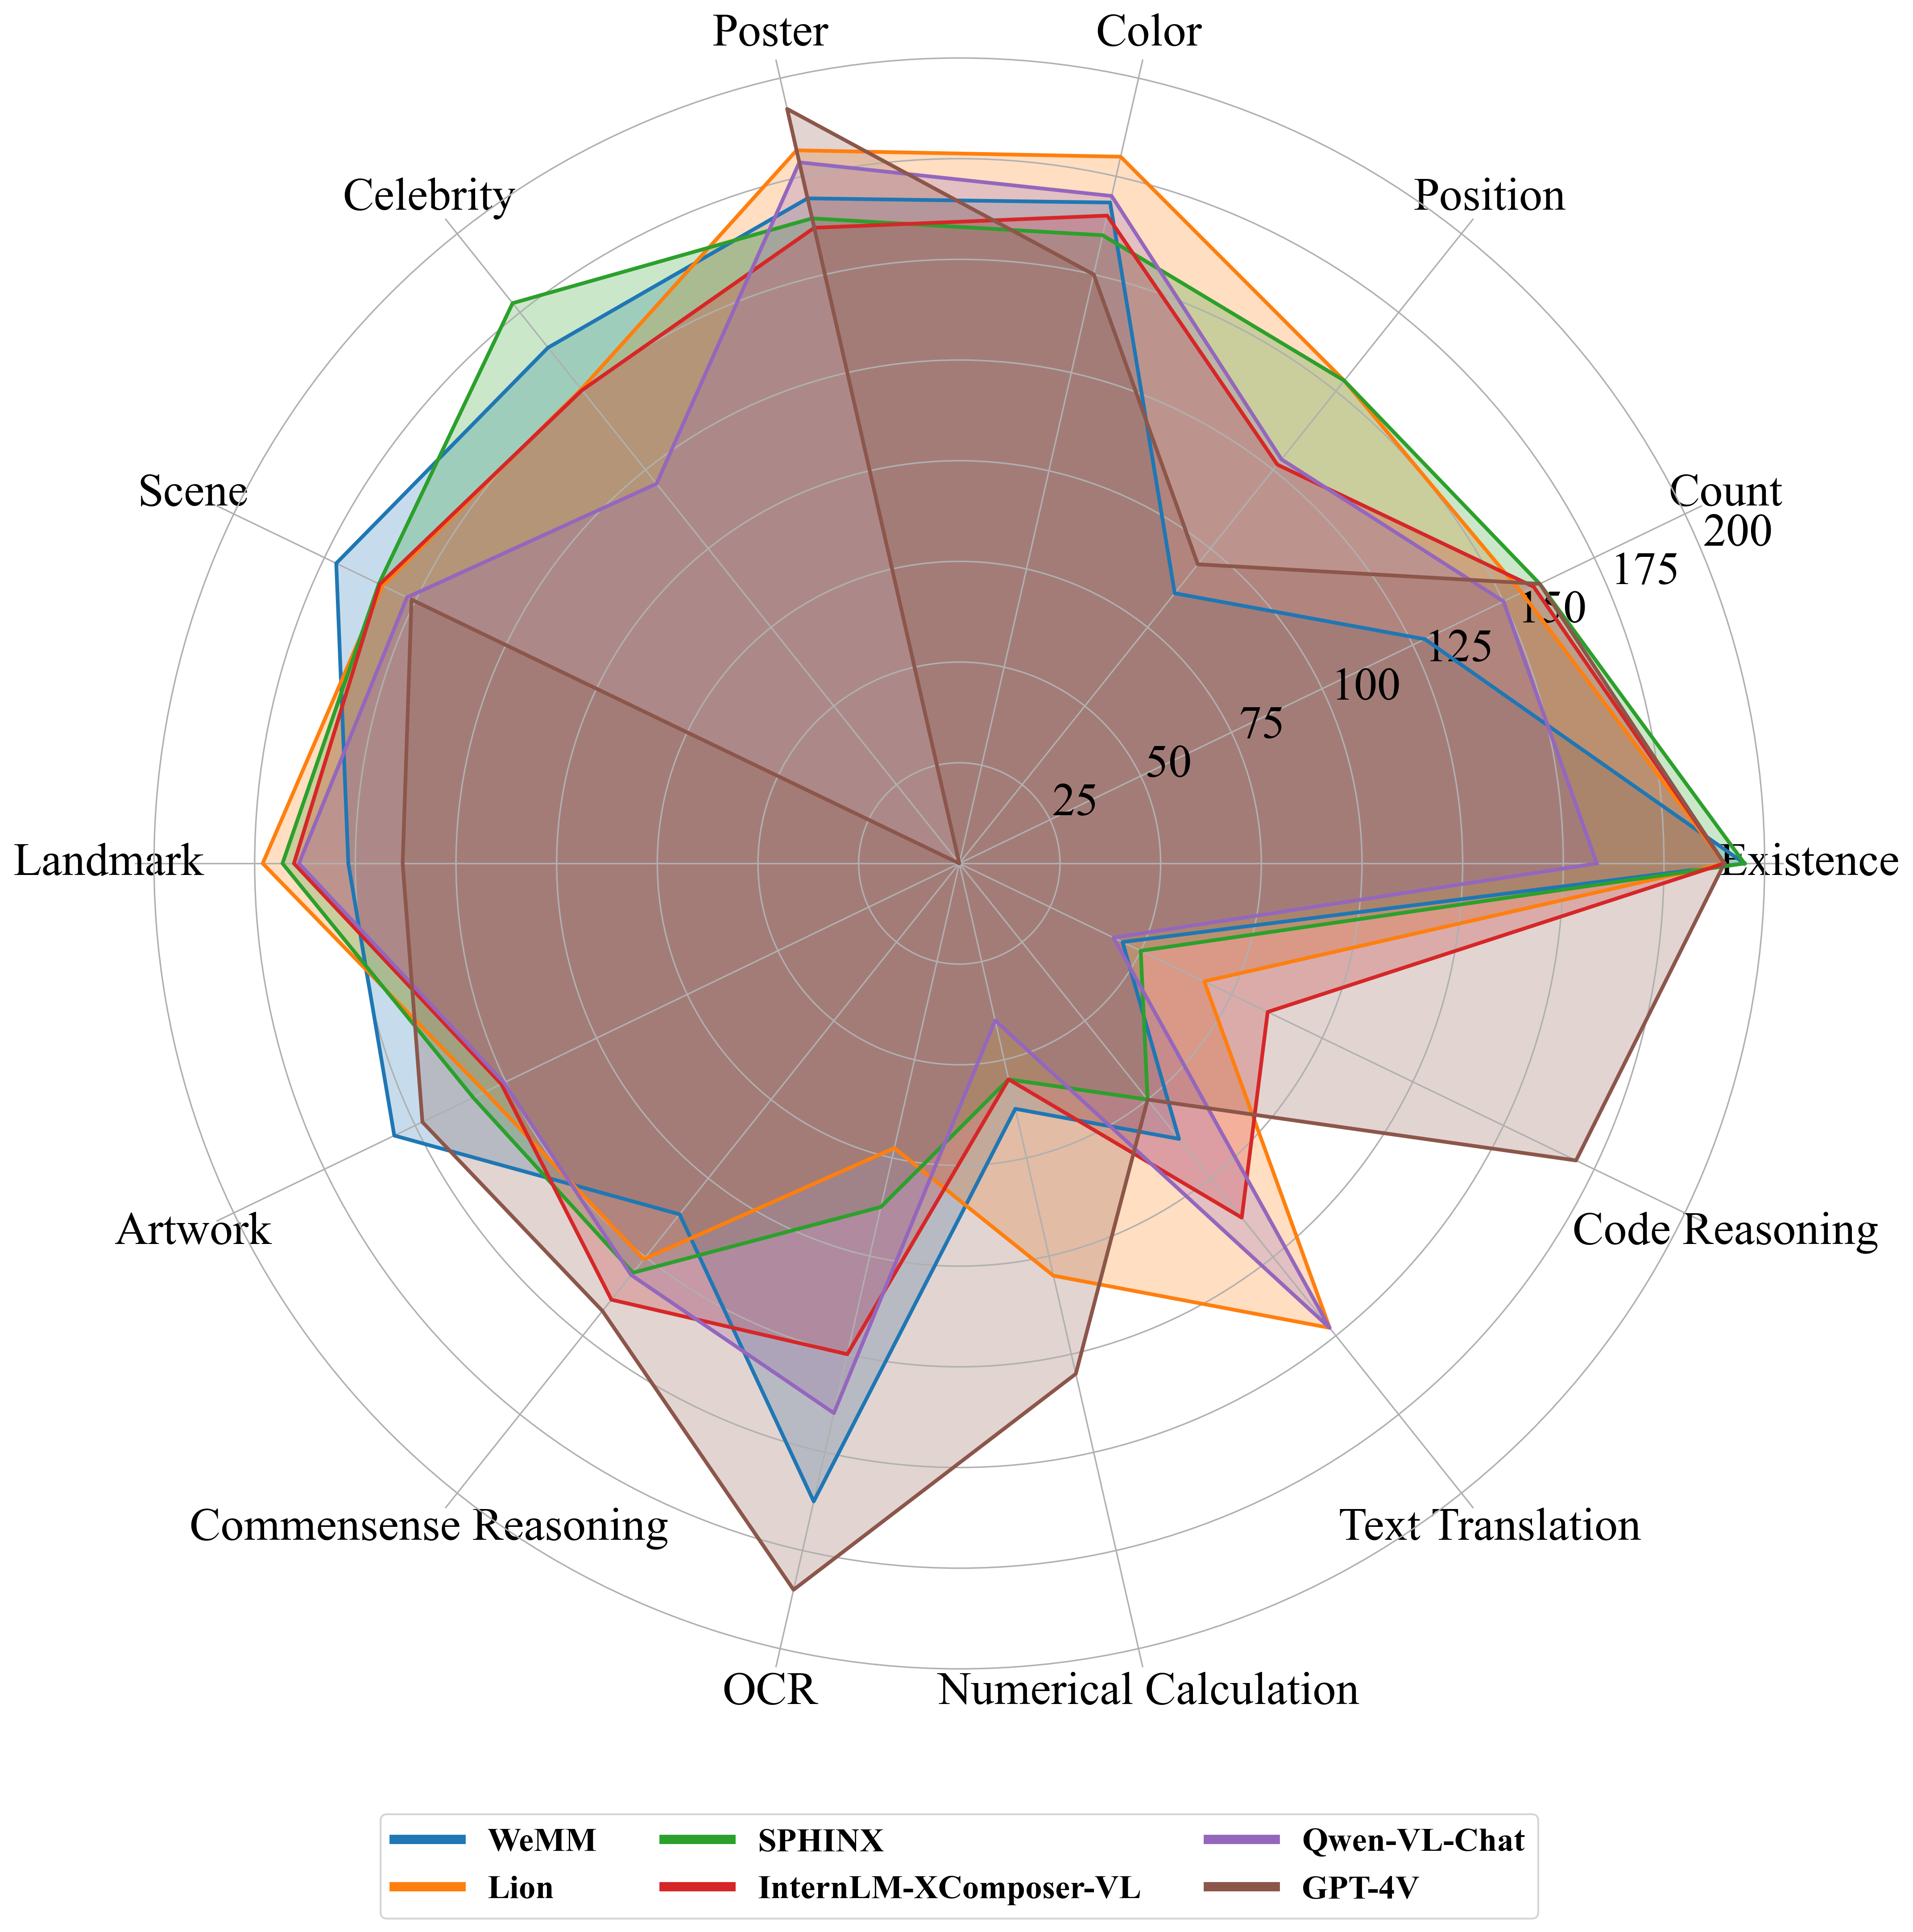 Poster
Color
Celebrity
Position
Scene
Count
200
175
150
125
100
75
50
25
Landmark
Existence
Artwork
Code Reasoning
Commensense Reasoning
Text Translation
OCR
Numerical Calculation
WeMM
SPHINX
Qwen-VL-Chat
Lion
InternLM-XComposer-VL
GPT-4V